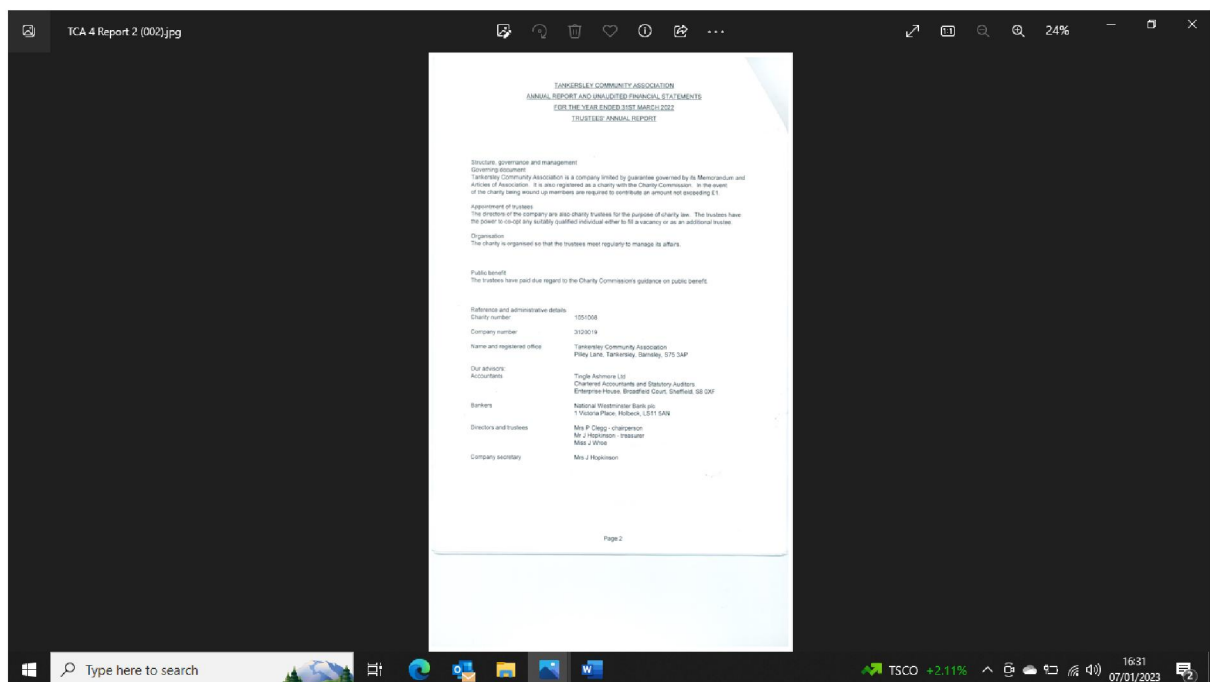 TCA 4 Report 2 (002).jpg
24%
TANKERSLEY COMMUNITY ASSOCIATION
ANNUAL REPORT AND UNAUDITED FINANCIAL STATEMENTS
FOR THE YEAR ENDED 31ST MARCH 2022
TRUSTEES' ANNUAL REPORT
Structure, governance and management
Governing document
Tankersley Community Association is a company limited by guarantee governed by its Memorandum and
Articles of Association. It is also registered as a charity with the Charity Commission. In the event
of the charity being wound up members are required to contribute an amount not exceeding £1.
Appointment of trustees
The directors of the company are also charity trustees for the purpose of charity law. The trustees have
the power to co-opt any suitably qualified individual either to fill a vacancy or as an additional trustee.
Organisation
The charity is organised so that the trustees meet regularly to manage its affairs.
Public benefit
The trustees have paid due regard to the Charity Commission's guidance on public benefit.
Reference and administrative details
Charity number 1051068
Company number
Name and registered office Tankersley Community Association
Pilley Lane, Tankersley, Barnsley, S75 3AP
Our advisors:
Accountants Tingle Ashmore Ltd
Chartered Accountants and Statutory Auditors
Enterprise House, Broadfield Court, Sheffield, S8 0XF
Bankers National Westminster Bank plc
1 Victoria Place, Holbeck, LS11 5AN
Directors and trustees Mrs P Clegg - chairperson
Mr J Hopkinson - treasurer
Miss J
Company secretary Mrs J Hopkinson
Page 2
Type here to search
TSCO +2.11%
16:31
07/01/2023
2